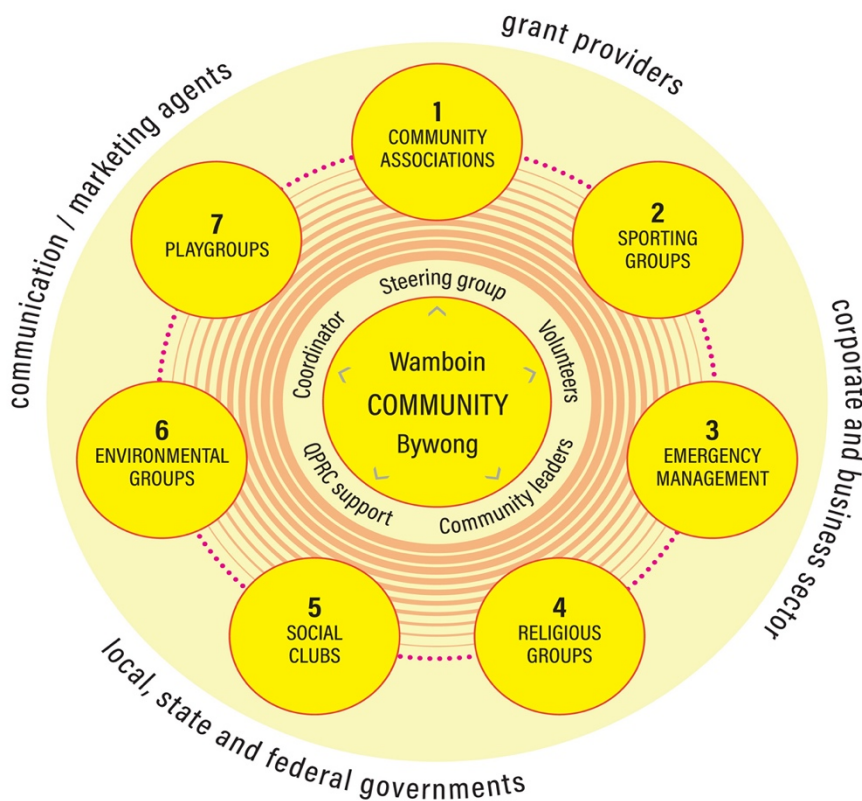 grant providers
corporate and business sector
local, state and federal governments
communication / marketing agents
1
COMMUNITY
ASSOCIATIONS
2
SPORTING
GROUPS
3
EMERGENCY
MANAGEMENT
4
RELIGIOUS
GROUPS
5
SOCIAL
CLUBS
6
ENVIRONMENTAL
GROUPS
7
PLAYGROUPS
Steering group
Volunteers
Community leaders
QPRC support
Coordinator
Wamboin
COMMUNITY
Bywong